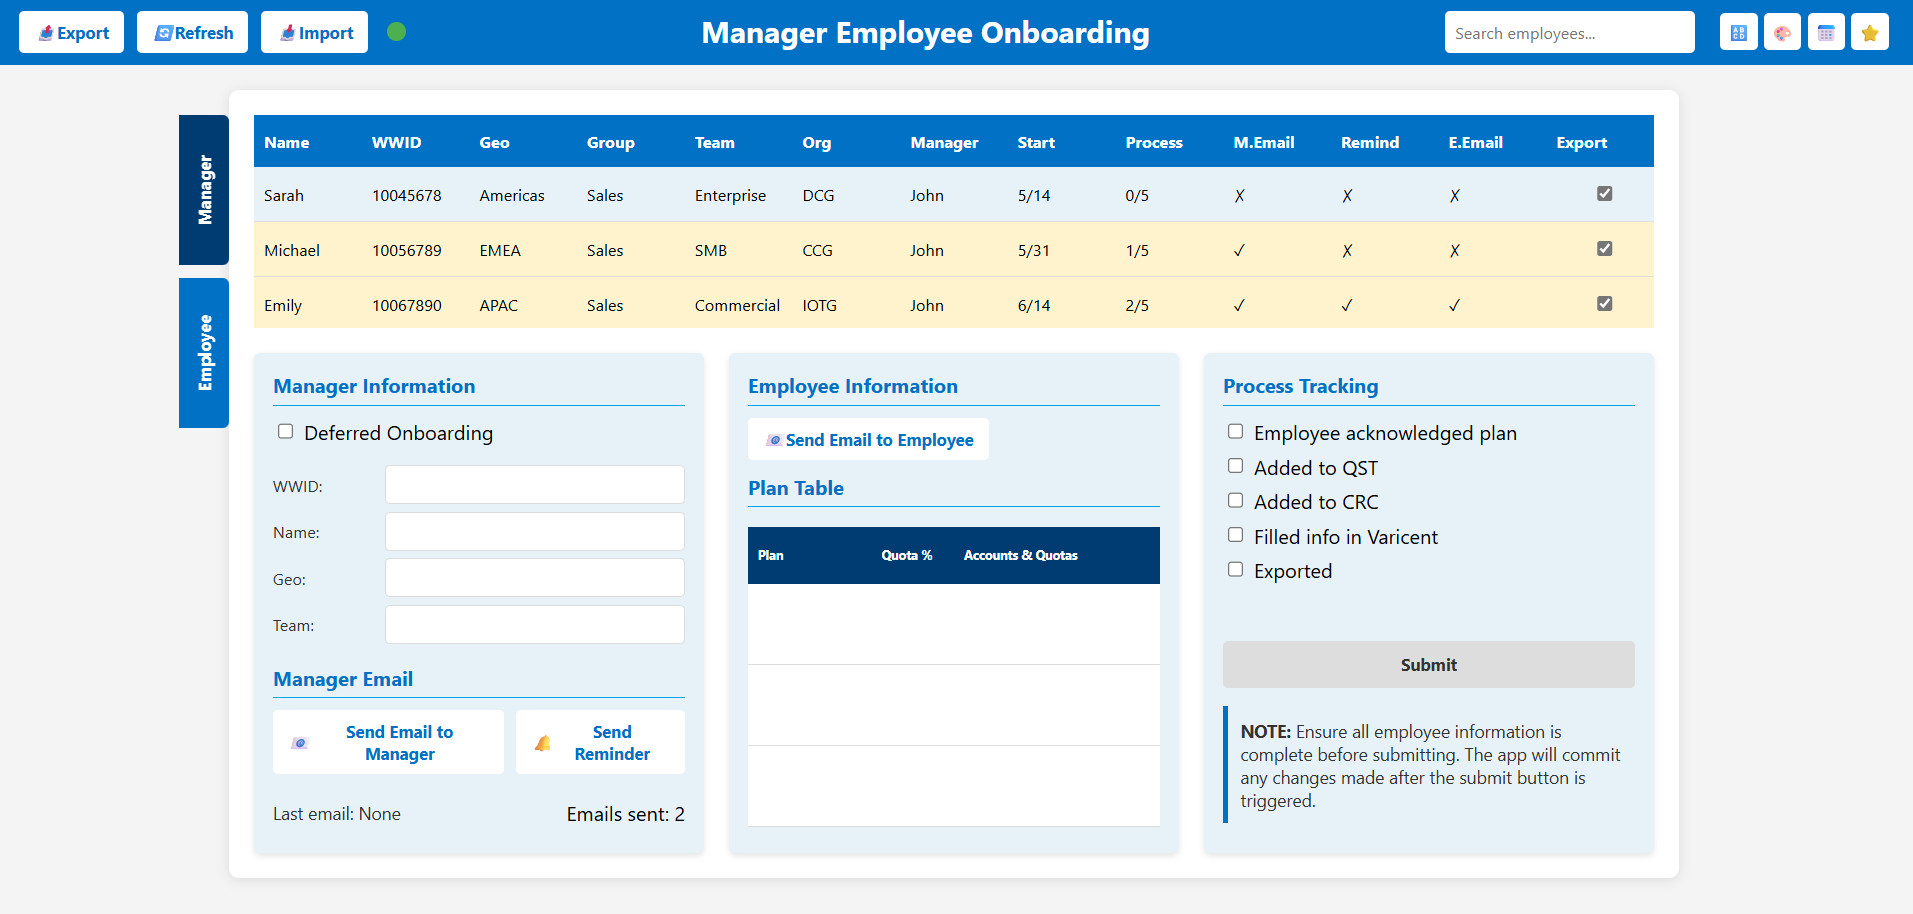 Export Refresh Import Manager Employee Onboarding Search employees...
Manager
Employee
Name WWID Geo Group Team Org Manager Start Process M.Email Remind E.Email Export
Sarah 10045678 Americas Sales Enterprise DCG John 5/14 0/5 ✗ ✗ ✗
Michael 10056789 EMEA Sales SMB CCG John 5/31 1/5 ✓ ✗ ✗
Emily 10067890 APAC Sales Commercial IOTG John 6/14 2/5 ✓ ✓ ✓
Manager Information
Deferred Onboarding
WWID:
Name:
Geo:
Team:
Manager Email
Send Email to
Manager
Send
Reminder
Last email: None Emails sent: 2
Employee Information
Send Email to Employee
Plan Table
Plan Quota % Accounts & Quotas
Process Tracking
Employee acknowledged plan
Added to QST
Added to CRC
Filled info in Varicent
Exported
Submit
NOTE: Ensure all employee information is
complete before submitting. The app will commit
any changes made after the submit button is
triggered.